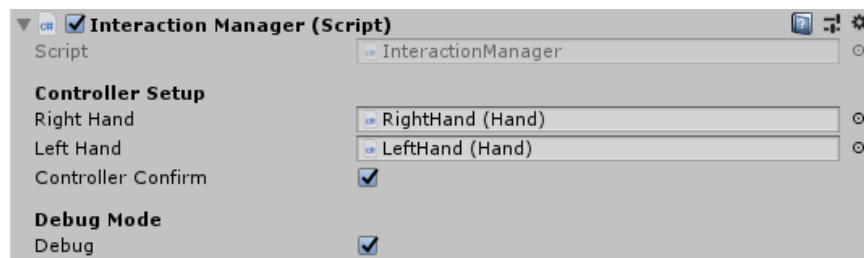 Interaction Manager (Script)
Script InteractionManager
Controller Setup
Right Hand RightHand (Hand)
Left Hand LeftHand (Hand)
Controller Confirm
Debug Mode
Debug